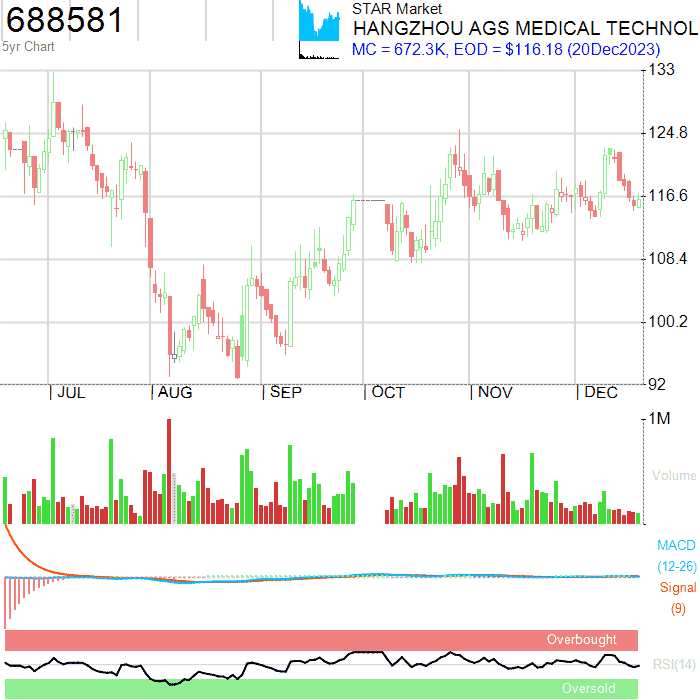 688581
5yr Chart
STAR Market
HANGZHOU AGS MEDICAL TECHNOL
MC = 672.3K, EOD = $116.18 (20Dec2023)
133
124.8
116.6
108.4
100.2
92
JUL AUG SEP OCT NOV DEC
1M
Volume
MACD
(12-26)
Signal
(9)
Overbought
RSI(14)
Oversold